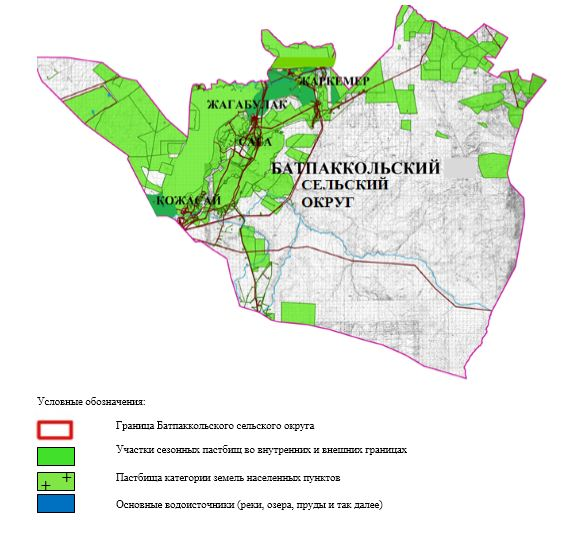 ЖАРКЕМЕР
ЖАГАБУЛАК
САГА
БАТПАККОЛЬСКИЙ
СЕЛЬСКИЙ
КОЖАСАЙ
ОКРУГ
Условные обозначения:
Граница Батпаккольского сельского округа
Участки сезонных пастбищ во внутренних и внешних границах
Пастбища категории земель населенных пунктов
Основные водоисточники (реки, озера, пруды и так далее)